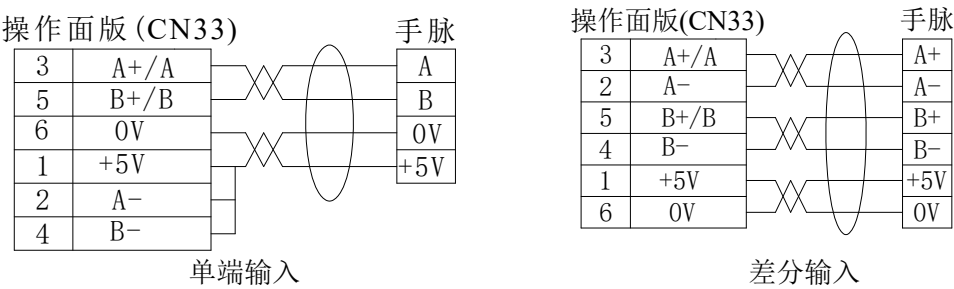 操作面版(CN33) 手脉
3 A+/A A
5 B+/B B
6 0V 0V
1 +5V +5V
2 A-
4 B-
单端输入
操作面版(CN33) 手脉
3 A+/A A+
2 A- A-
5 B+/B B+
4 B- B-
1 +5V +5V
6 0V 0V
差分输入